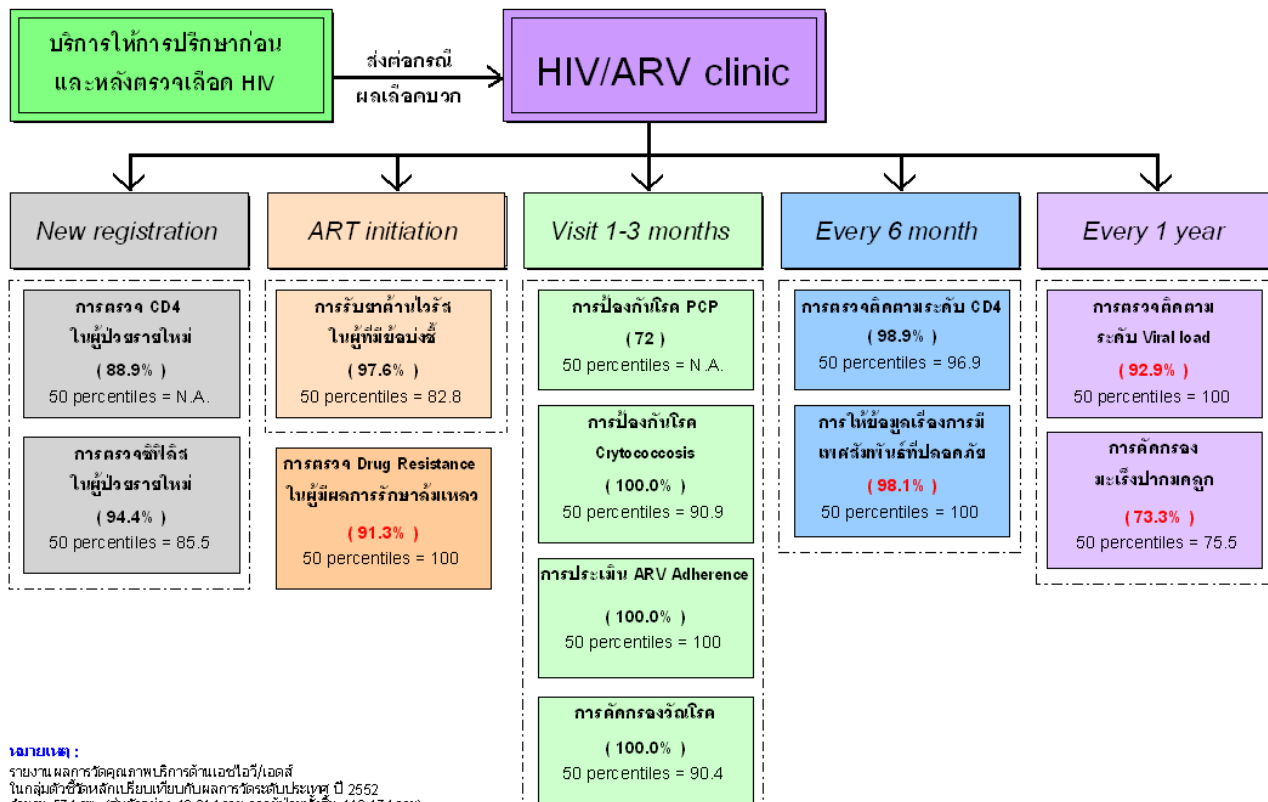 บริการให้การปรึกษาก่อน
และหลังตรวจเลือด HIV
ส่งต่อกรณี
ผลเลือดบวก
HIV/ARV clinic
New registration
ART initiation
Visit 1-3 months
Every 6 month
Every 1 year
การตรวจ CD4
ในผู้ป่วยรายใหม่
( 88.9% )
50 percentiles = N.A.
การตรวจซิฟิลิส
ในผู้ป่วยรายใหม่
( 94.4% )
50 percentiles = 85.5
การรับยาต้านไวรัส
ในผู้ที่มีข้อบ่งชี้
( 97.6% )
50 percentiles = 82.8
การตรวจ Drug Resistance
ในผู้มีผลการรักษาล้มเหลว
( 91.3% )
50 percentiles = 100
การป้องกันโรค PCP
( 72 )
50 percentiles = N.A.
การป้องกันโรค
Crytococcosis
( 100.0% )
50 percentiles = 90.9
การประเมิน ARV Adherence
( 100.0% )
50 percentiles = 100
การคัดกรองวัณโรค
( 100.0% )
50 percentiles = 90.4
การตรวจติดตามระดับ CD4
( 98.9% )
50 percentiles = 96.9
การให้ข้อมูลเรื่องการมี
เพศสัมพันธ์ที่ปลอดภัย
( 98.1% )
50 percentiles = 100
การตรวจติดตาม
ระดับ Viral load
( 92.9% )
50 percentiles = 100
การคัดกรอง
มะเร็งปากมดลูก
( 73.3% )
50 percentiles = 75.5
หมายเหตุ :
รายงานผลการวัดคุณภาพบริการด้านเอชไอวี/เอดส์
ในกลุ่มตัวชี้วัดหลักเปรียบเทียบกับผลการวัดระดับประเทศ ปี 2552